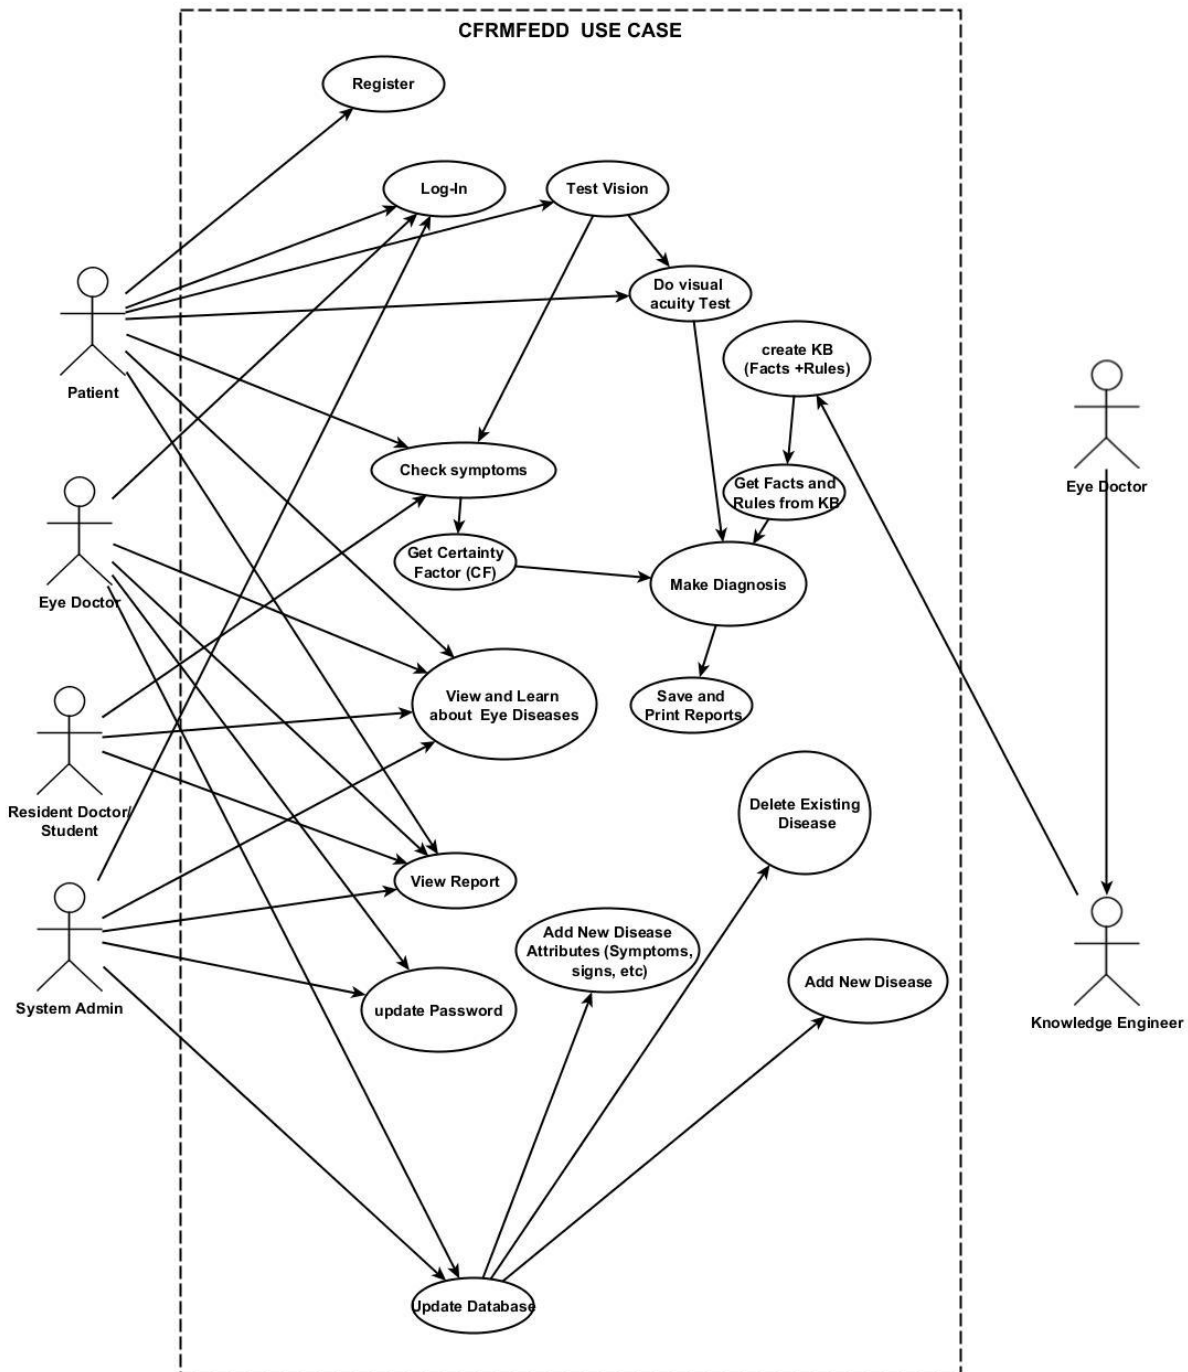 CFRMFEDD  USE CASE
Register
Log-In
Test Vision
Do visual
acuity Test
create KB
(Facts +Rules)
Patient
Eye Doctor
Check symptoms
Get Facts and
Rules from KB
Get Certainty
Factor (CF)
Make Diagnosis
Eye Doctor
View and Learn
about  Eye Diseases
Save and
Print Reports
Resident Doctor/
Student
Delete Existing
Disease
View Report
Add New Disease
Attributes (Symptoms,
signs, etc)
Add New Disease
System Admin
update Password
Knowledge Engineer
Update Database